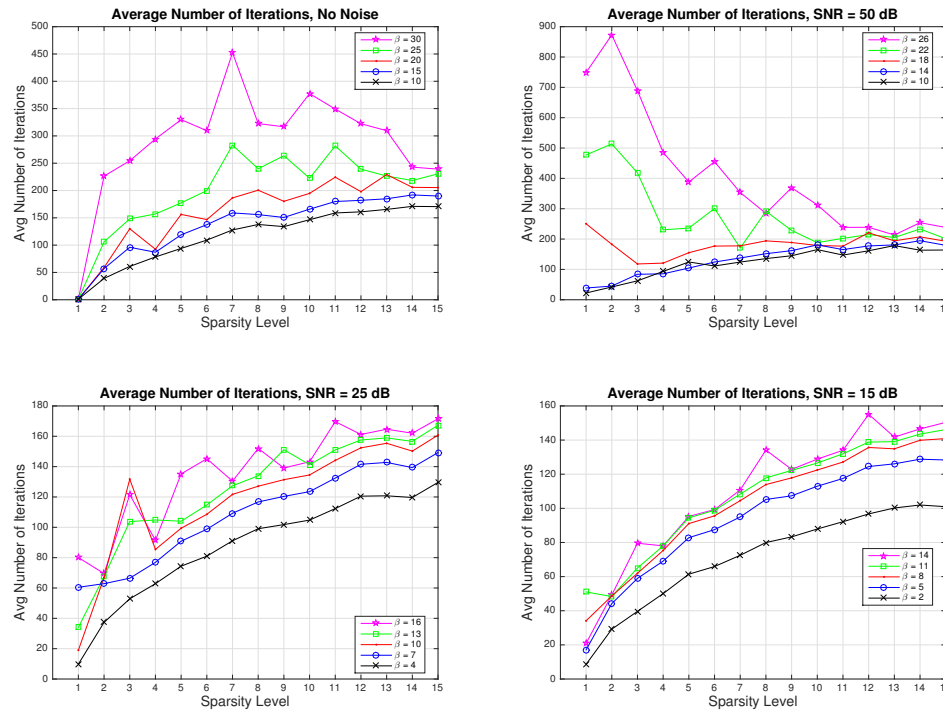 Average Number of Iterations, No Noise
500
450
400
350
300
250
200
150
100
50
0
Avg Number of Iterations
β = 30
β = 25
β = 20
β = 15
β = 10
1 2 3 4 5 6 7 8 9 10 11 12 13 14 15
Sparsity Level
Average Number of Iterations, SNR = 50 dB
900
800
700
600
500
400
300
200
100
0
Avg Number of Iterations
β = 26
β = 22
β = 18
β = 14
β = 10
1 2 3 4 5 6 7 8 9 10 11 12 13 14
Sparsity Level
Average Number of Iterations, SNR = 25 dB
180
160
140
120
100
80
60
40
20
0
Avg Number of Iterations
β = 16
β = 13
β = 10
β = 7
β = 4
1 2 3 4 5 6 7 8 9 10 11 12 13 14 15
Sparsity Level
Average Number of Iterations, SNR = 15 dB
160
140
120
100
80
60
40
20
0
Avg Number of Iterations
β = 14
β = 11
β = 8
β = 5
β = 2
1 2 3 4 5 6 7 8 9 10 11 12 13 14
Sparsity Level